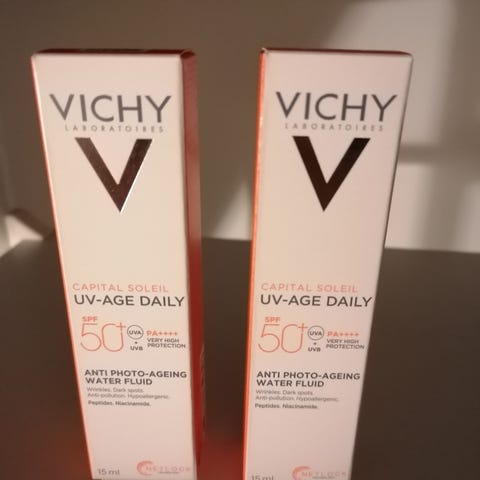 VICHY
LABORATOIRES
V
CAPITAL SOLEIL
UV-AGE DAILY
SPF
50+ UVA + UVB PA++++
VERY HIGH
PROTECTION
ANTI PHOTO-AGEING
WATER FLUID
Wrinkles. Dark spots.
Anti-pollution. Hypoallergenic.
Peptides. Niacinamide.
15 ml
NETLOCK
VICHY
LABORATOIRES
V
CAPITAL SOLEIL
UV-AGE DAILY
SPF
50+ UVA + UVB PA++++
VERY HIGH
PROTECTION
ANTI PHOTO-AGEING
WATER FLUID
Wrinkles. Dark spots.
Anti-pollution. Hypoallergenic.
Peptides. Niacinamide.
15 ml
NETLOCK